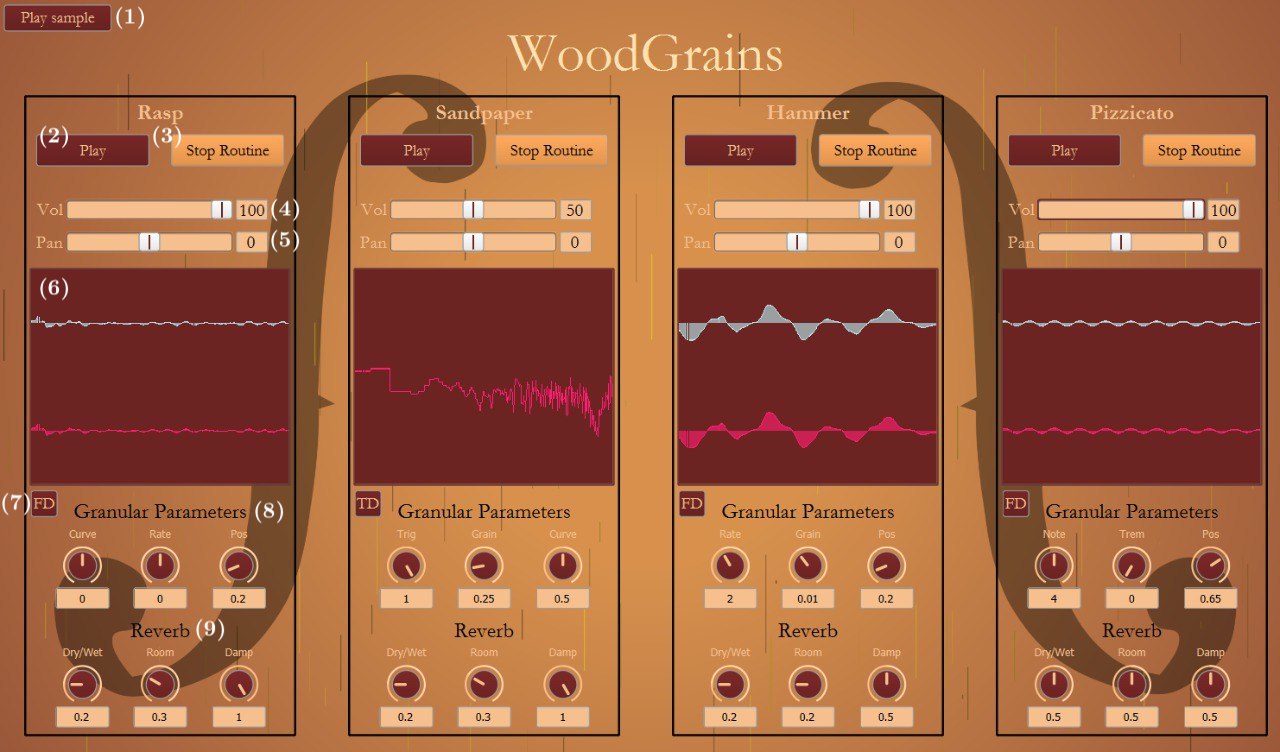 Play sample (1)
WoodGrains
Rasp
(2) (3)
Play Stop Routine
Vol 100 (4)
Pan 0 (5)
(6)
(7) FD
Granular Parameters (8)
Curve Rate Pos
0 0 0.2
Reverb (9)
Dry/Wet Room Damp
0.2 0.3 1
Sandpaper
Play Stop Routine
Vol 50
Pan 0
TD
Granular Parameters
Trig Grain Curve
1 0.25 0.5
Reverb
Dry/Wet Room Damp
0.2 0.3 1
Hammer
Play Stop Routine
Vol 100
Pan 0
FD
Granular Parameters
Rate Grain Pos
2 0.01 0.2
Reverb
Dry/Wet Room Damp
0.2 0.2 0.5
Pizzicato
Play Stop Routine
Vol 100
Pan 0
FD
Granular Parameters
Note Trem Pos
4 0 0.65
Reverb
Dry/Wet Room Damp
0.5 0.5 0.5